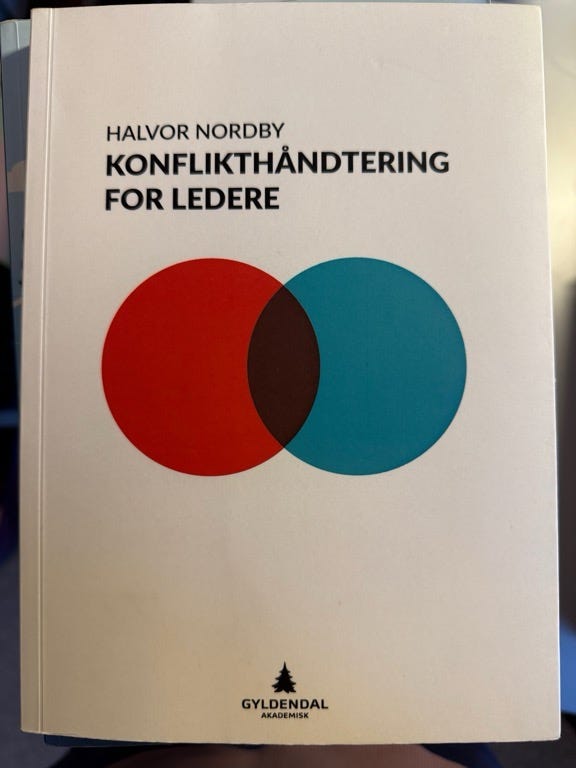 HALVOR NORDBY
KONFLIKTHÅNDTERING
FOR LEDERE
GYLDENDAL
AKADEMISK